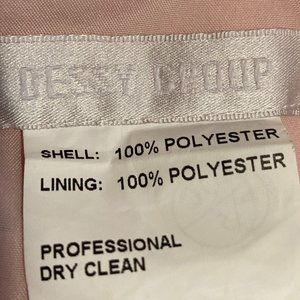 DESSY GROUP
SHELL: 100% POLYESTER
LINING: 100% POLYESTER
PROFESSIONAL
DRY CLEAN